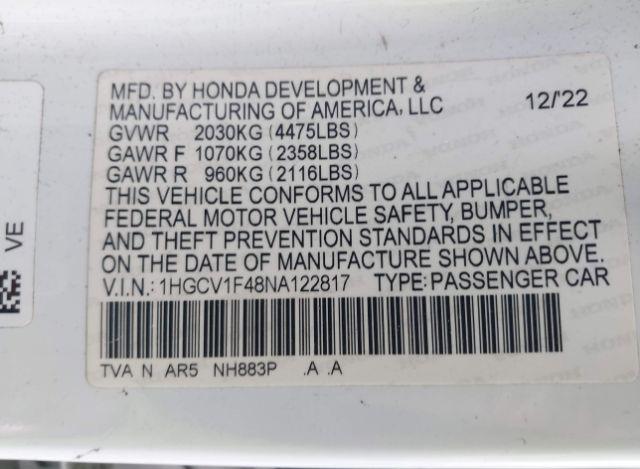 MFD. BY HONDA DEVELOPMENT &
MANUFACTURING OF AMERICA, LLC 12/'22
GVWR 2030KG (4475LBS)
GAWR F 1070KG (2358LBS)
GAWR R 960KG (2116LBS)
THIS VEHICLE CONFORMS TO ALL APPLICABLE
FEDERAL MOTOR VEHICLE SAFETY, BUMPER,
AND THEFT PREVENTION STANDARDS IN EFFECT
ON THE DATE OF MANUFACTURE SHOWN ABOVE.
V.I.N.: 1HGCV1F48NA122817 TYPE: PASSENGER CAR
TVA N AR5 NH883P .A .A
VE